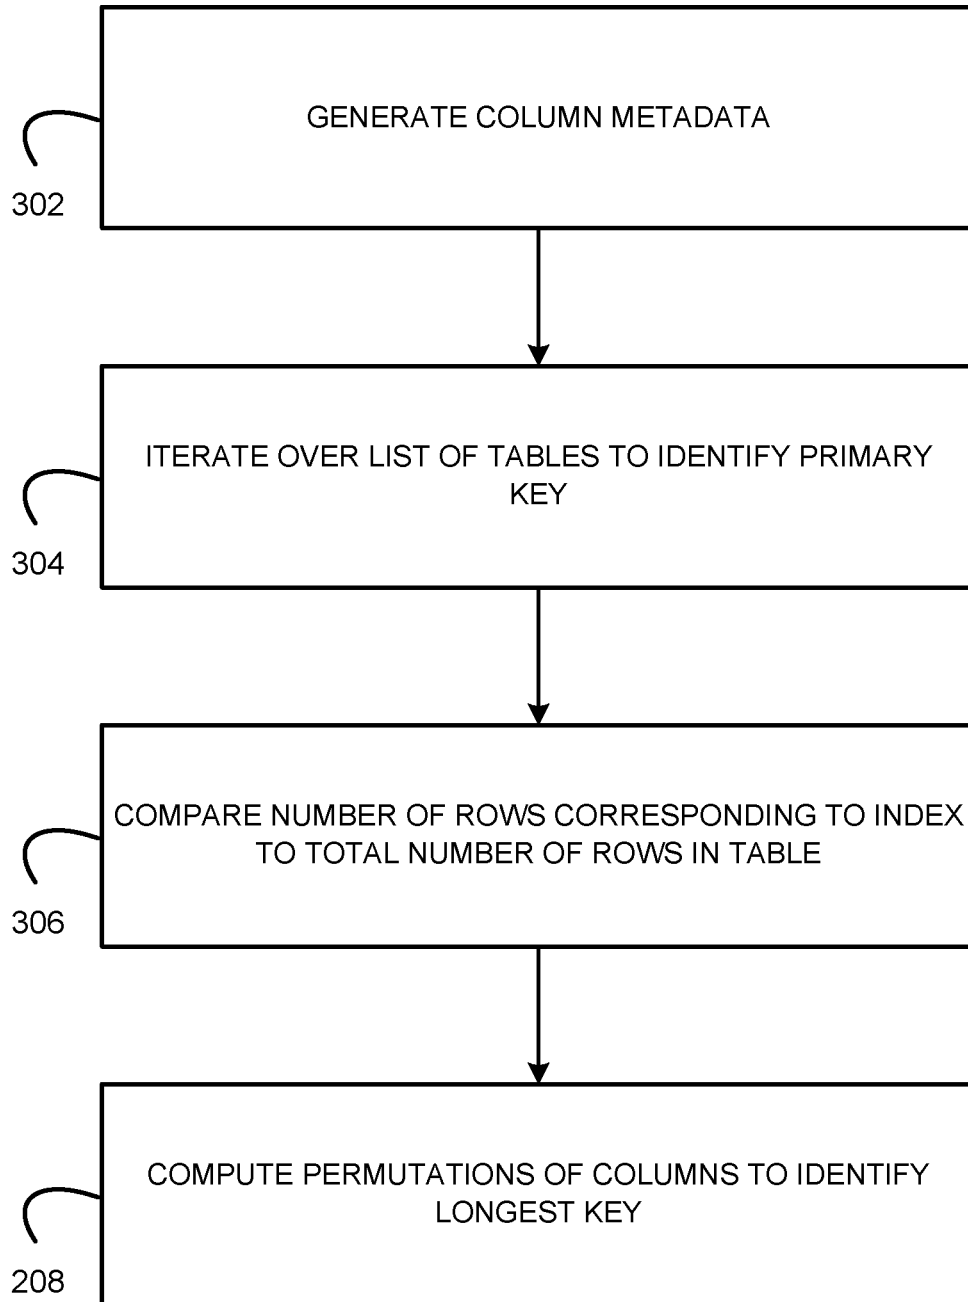 GENERATE COLUMN METADATA
302
ITERATE OVER LIST OF TABLES TO IDENTIFY PRIMARY
KEY
304
COMPARE NUMBER OF ROWS CORRESPONDING TO INDEX
TO TOTAL NUMBER OF ROWS IN TABLE
306
COMPUTE PERMUTATIONS OF COLUMNS TO IDENTIFY
LONGEST KEY
208